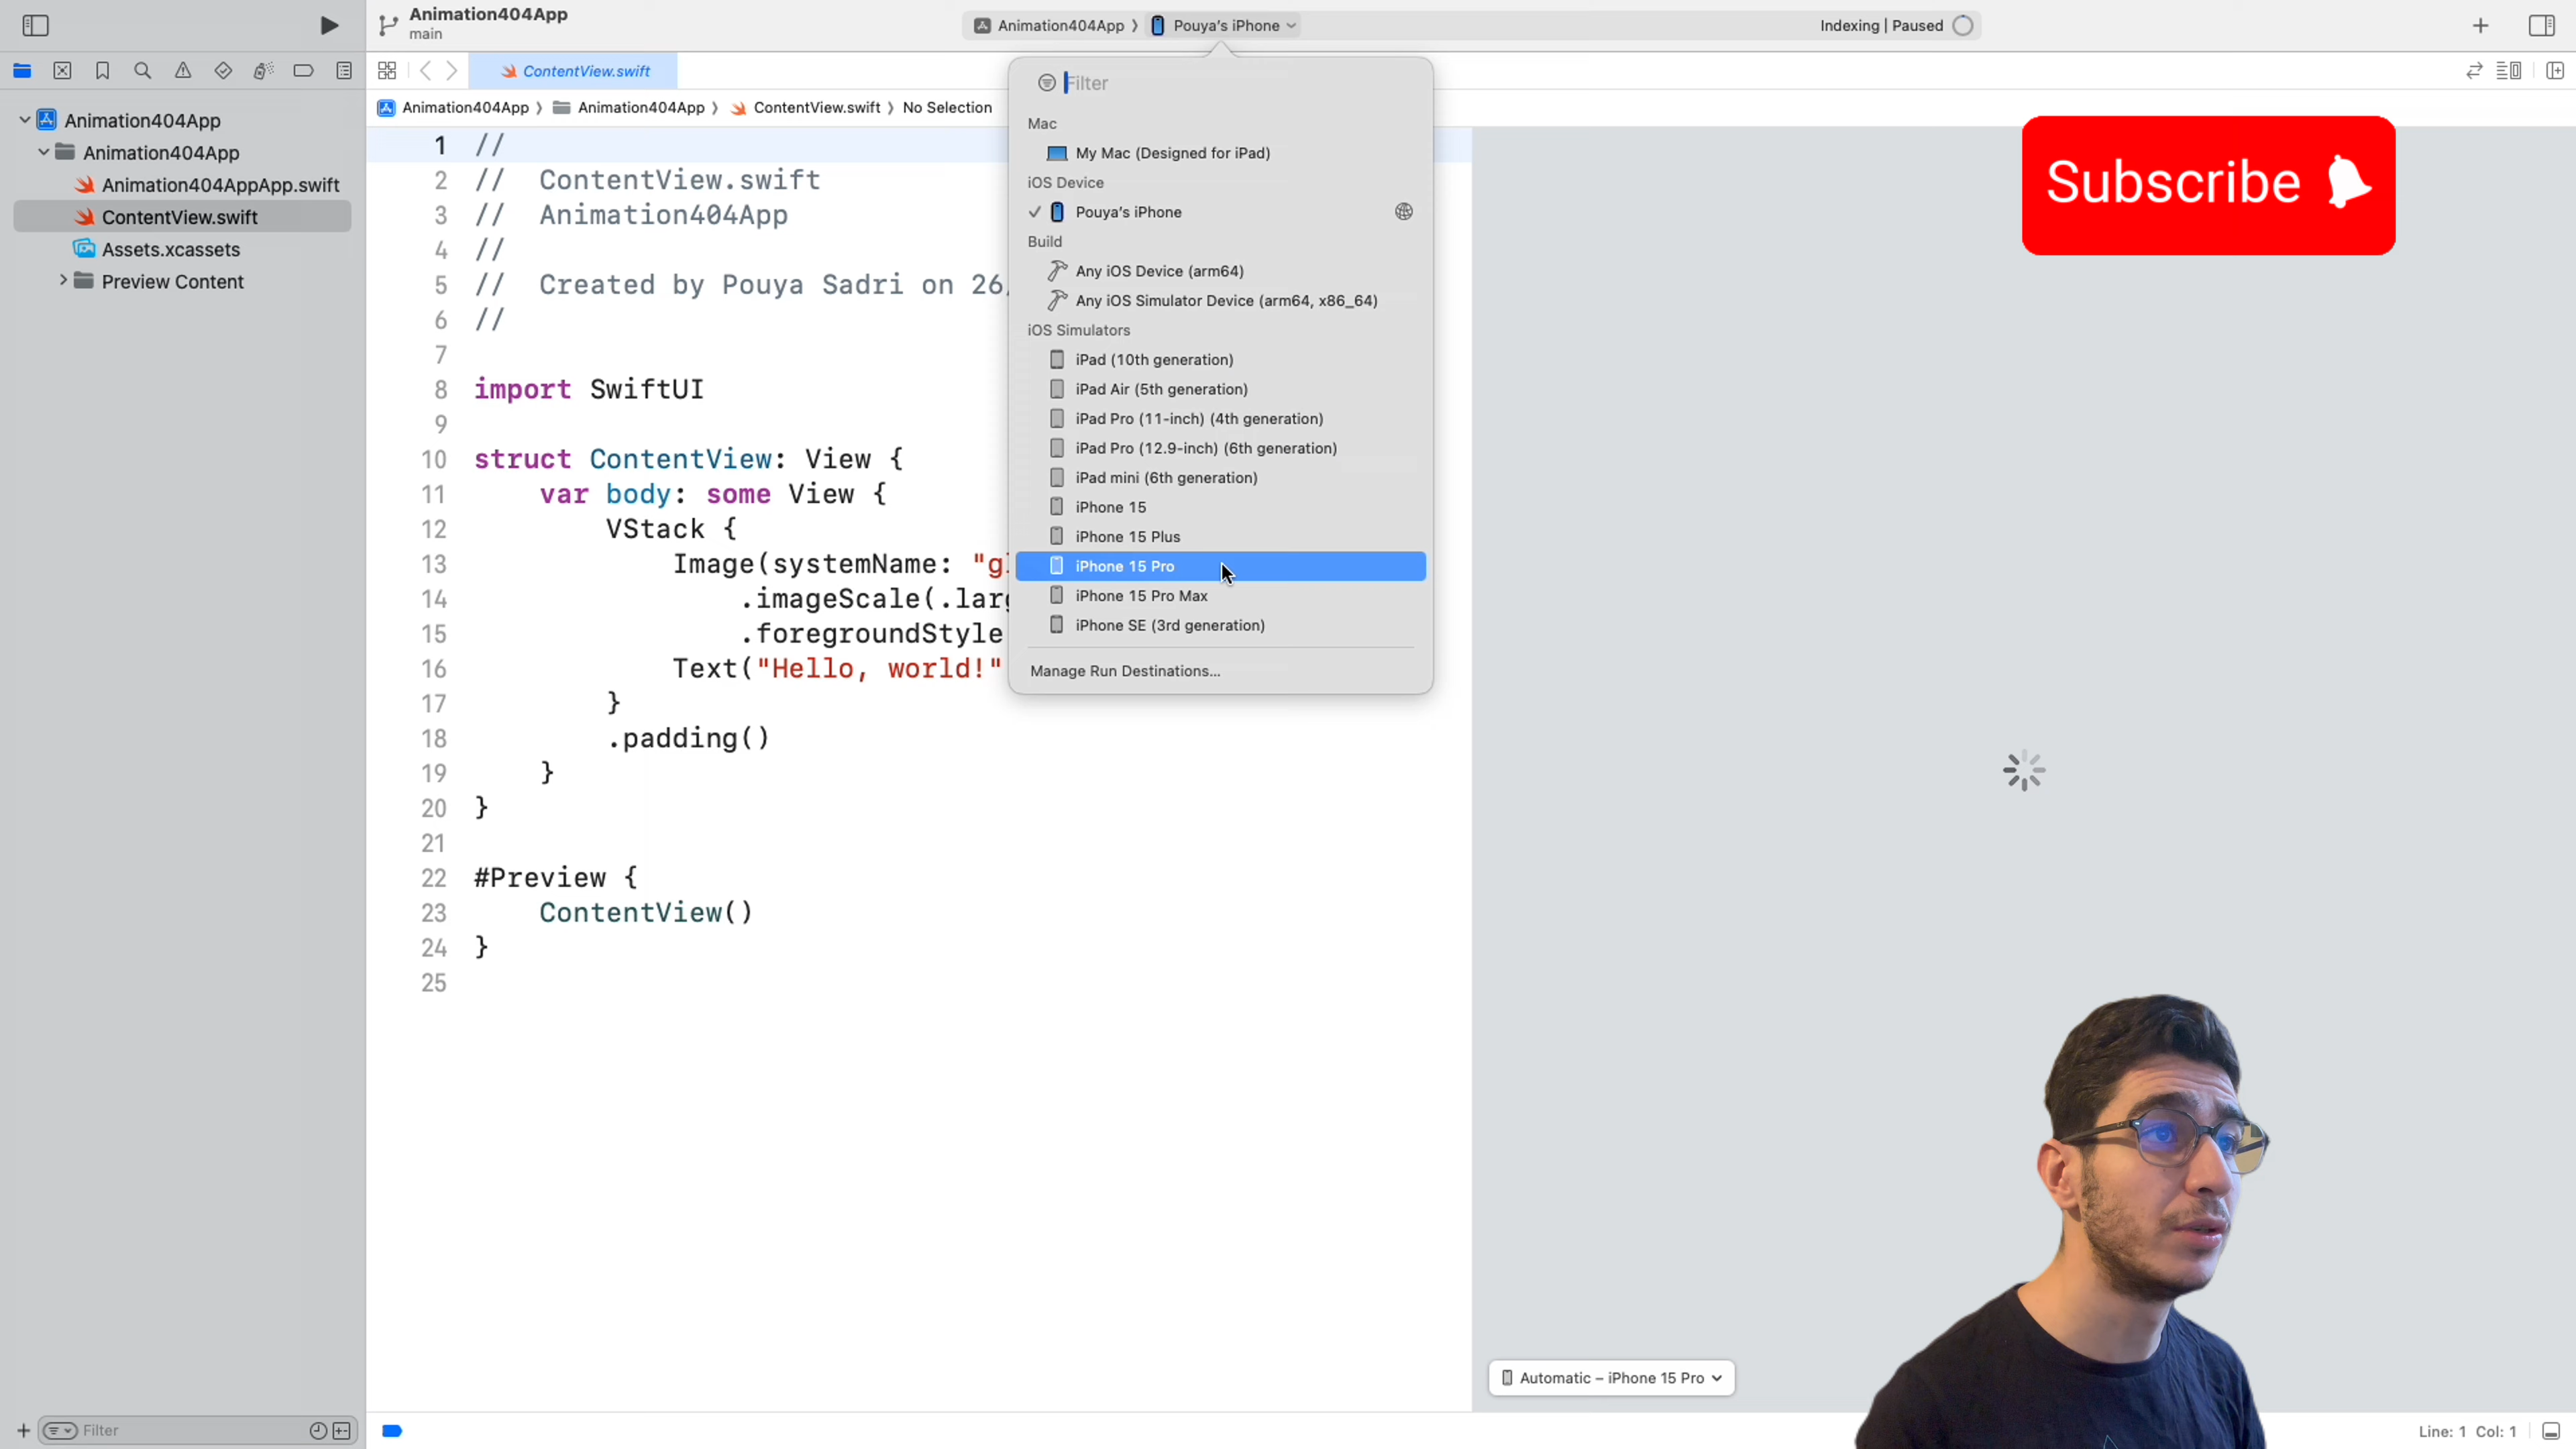 Animation404App
main
Animation404App 〉 Pouya's iPhone
Indexing | Paused
ContentView.swift
Animation404App 〉 Animation404App 〉 ContentView.swift 〉 No Selection
Animation404App
Animation404App
Animation404AppApp.swift
ContentView.swift
Assets.xcassets
Preview Content
Filter
1 //
2 // ContentView.swift
3 // Animation404App
4 //
5 // Created by Pouya Sadri on 26
6 //
7
8 import SwiftUI
9
10 struct ContentView: View {
11 var body: some View {
12 VStack {
13 Image(systemName: "g
14 .imageScale(.larg
15 .foregroundStyle
16 Text("Hello, world!"
17 }
18 .padding()
19 }
20 }
21
22 #Preview {
23 ContentView()
24 }
25
Filter
Mac
My Mac (Designed for iPad)
iOS Device
Pouya's iPhone
Build
Any iOS Device (arm64)
Any iOS Simulator Device (arm64, x86_64)
iOS Simulators
iPad (10th generation)
iPad Air (5th generation)
iPad Pro (11-inch) (4th generation)
iPad Pro (12.9-inch) (6th generation)
iPad mini (6th generation)
iPhone 15
iPhone 15 Plus
iPhone 15 Pro
iPhone 15 Pro Max
iPhone SE (3rd generation)
Manage Run Destinations...
Subscribe
Automatic – iPhone 15 Pro
Line: 1 Col: 1